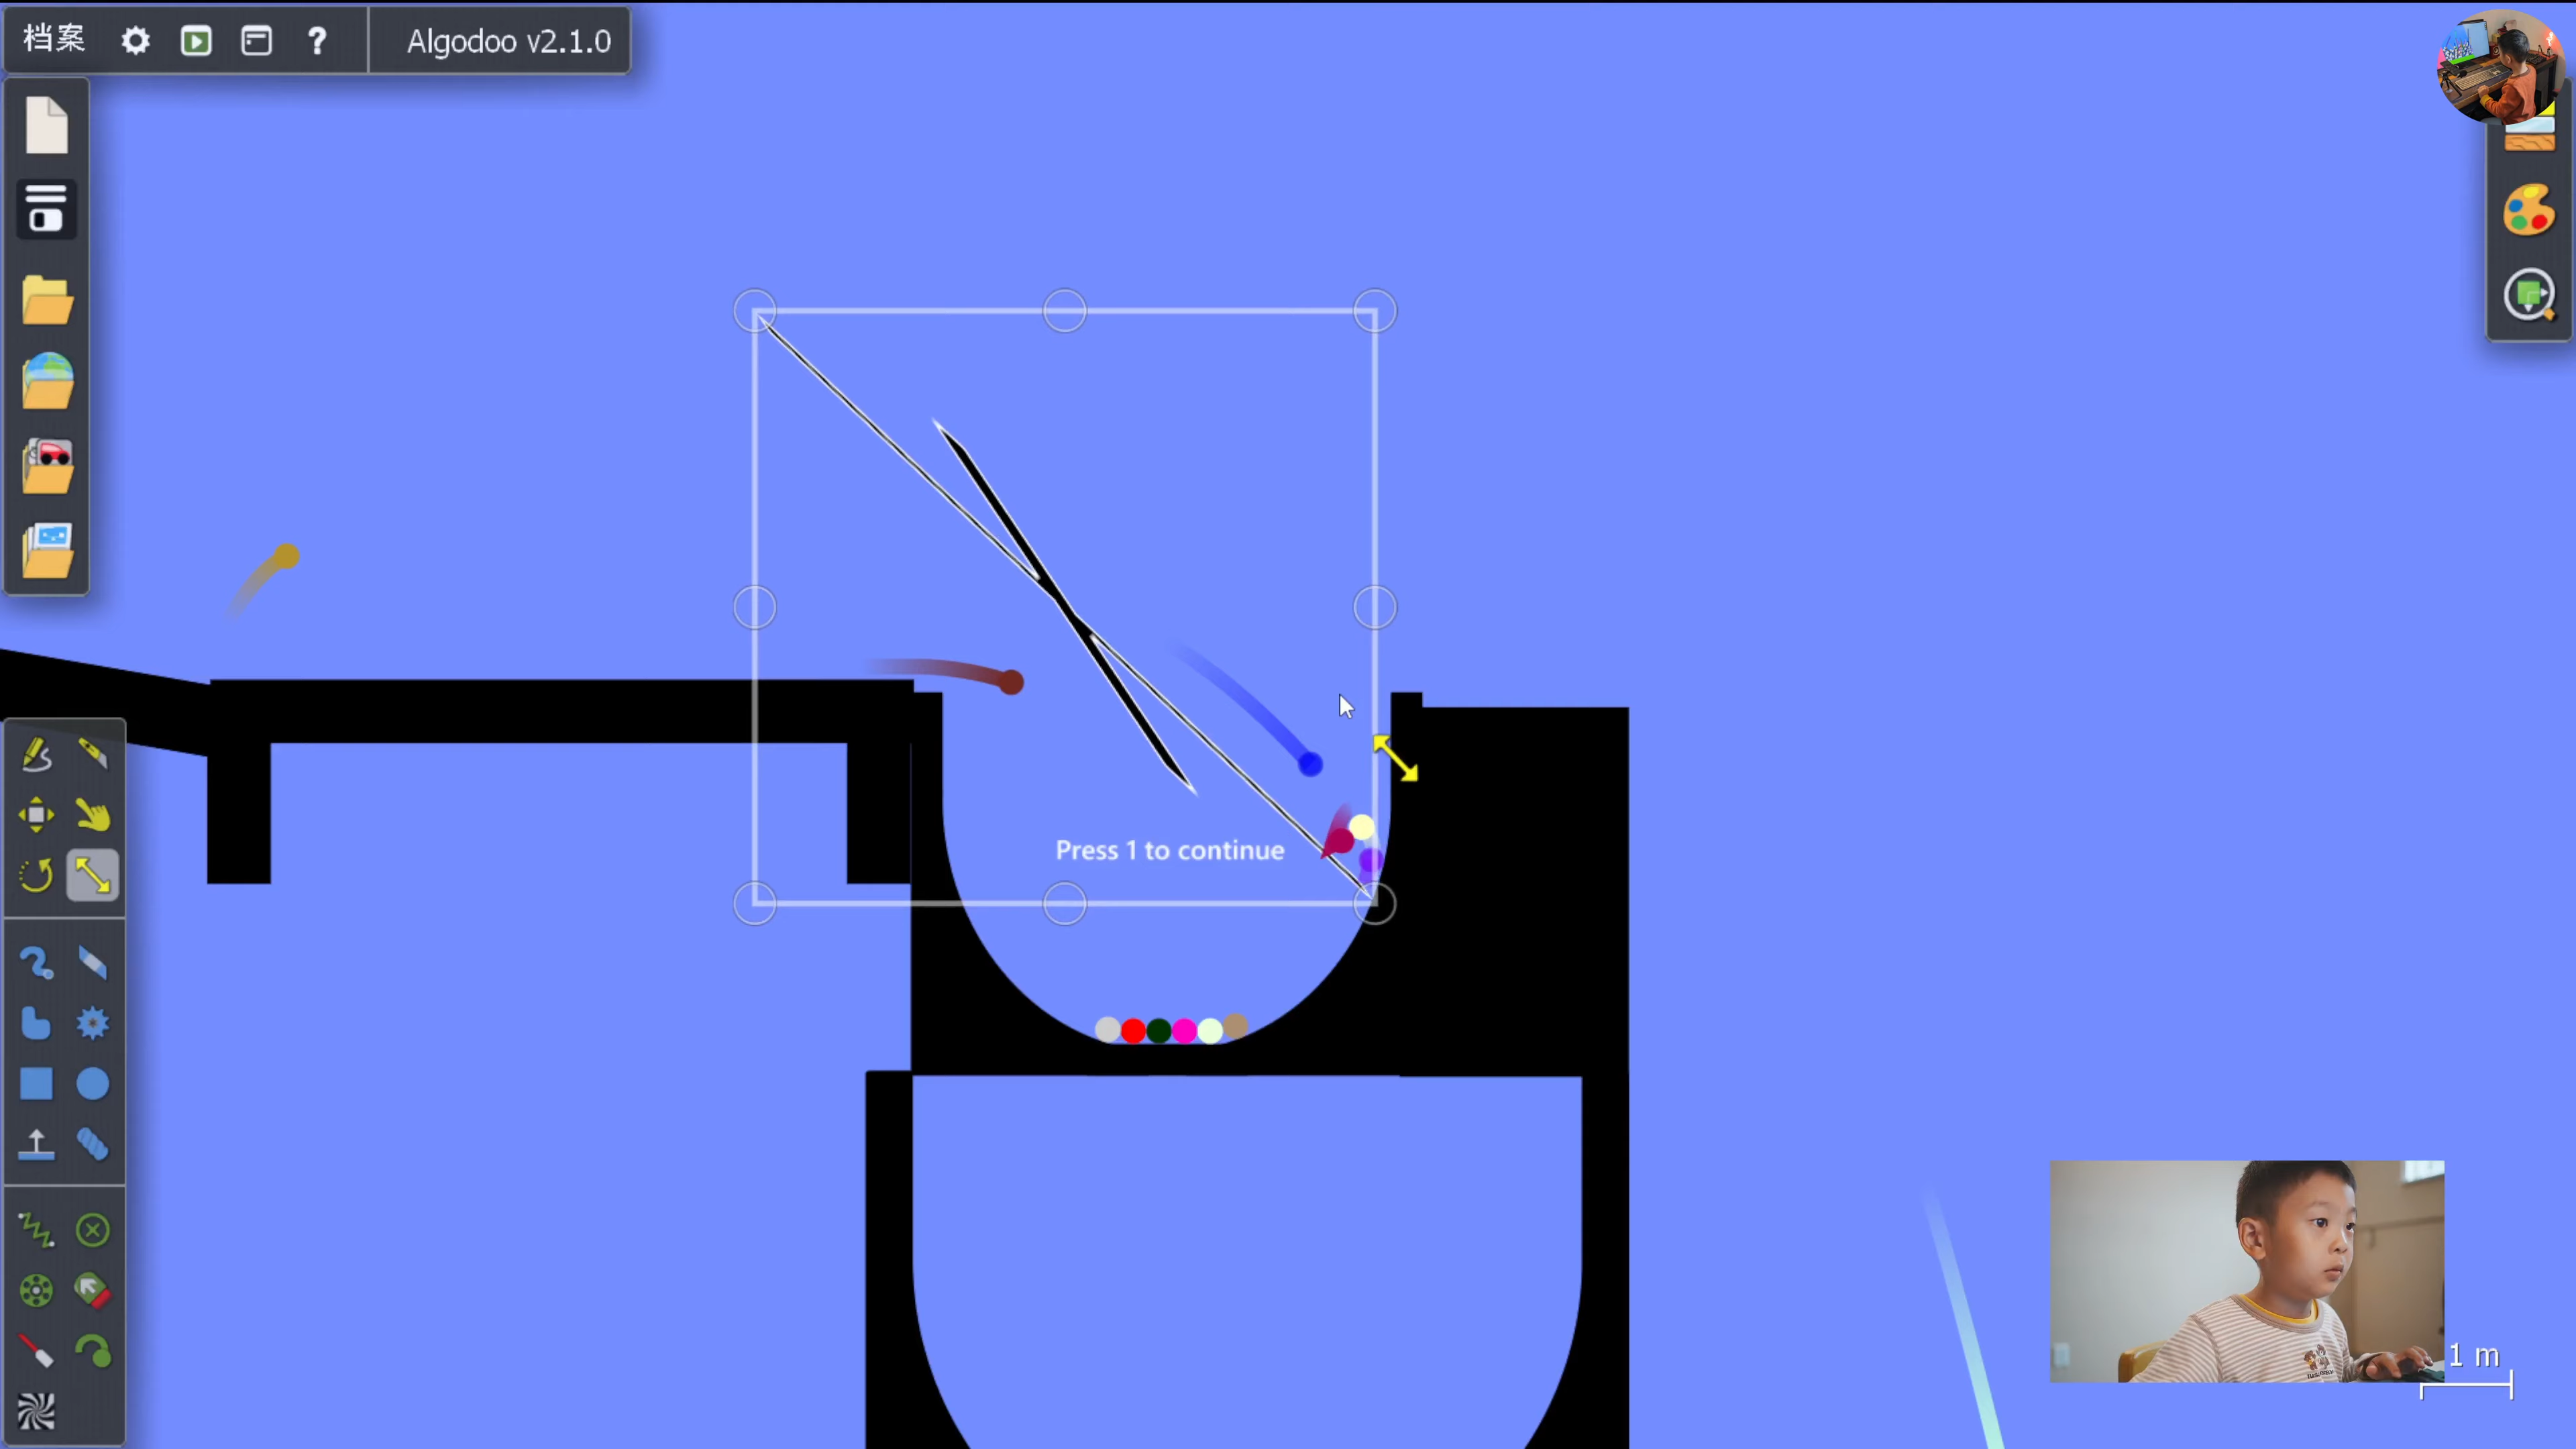 档案
? Algodoo v2.1.0
Press 1 to continue
1 m